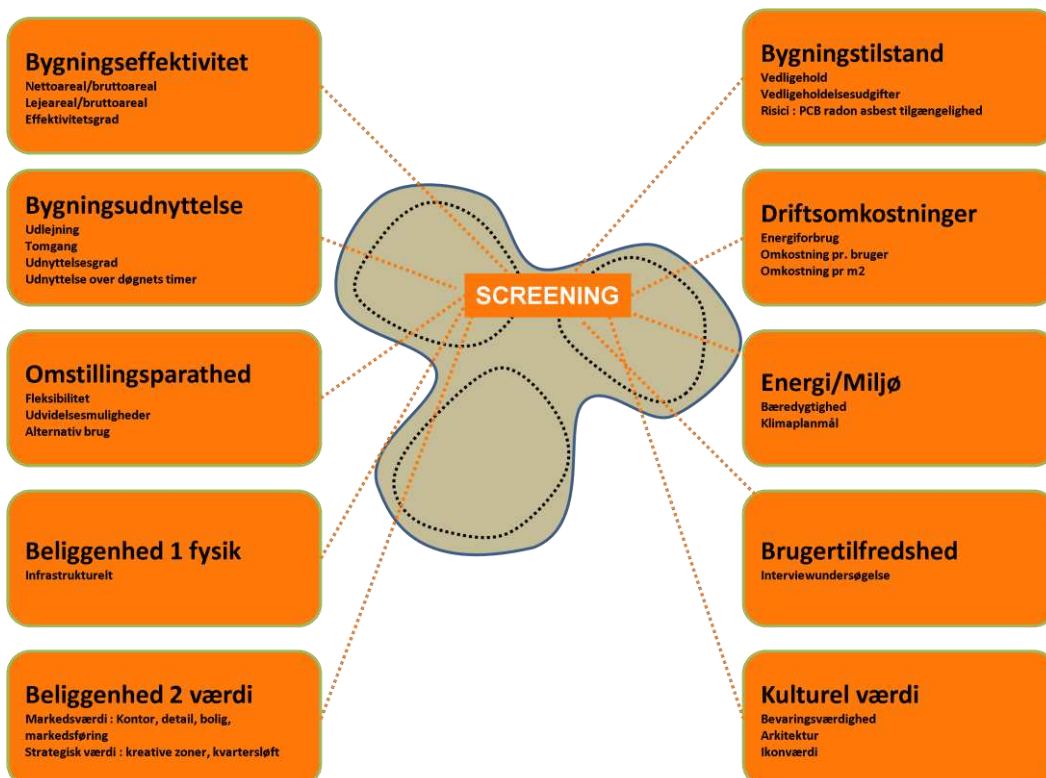 Bygningseffektivitet
Nettoareal/bruttoareal
Lejeareal/bruttoareal
Effektivitetsgrad
Bygningsudnyttelse
Udlejning
Tomgang
Udnyttelsesgrad
Udnyttelse over døgnets timer
Omstillingsparathed
Fleksibilitet
Udvidelsesmuligheder
Alternativ brug
Beliggenhed 1 fysik
Infrastrukturelt
Beliggenhed 2 værdi
Markedsværdi : Kontor, detail, bolig,
markedsføring
Strategisk værdi : kreative zoner, kvartersløft
SCREENING
Bygningstilstand
Vedligehold
Vedligeholdelsesudgifter
Risici : PCB radon asbest tilgængelighed
Driftsomkostninger
Energiforbrug
Omkostning pr. bruger
Omkostning pr m2
Energi/Miljø
Bæredygtighed
Klimaplanmål
Brugertilfredshed
Interviewundersøgelse
Kulturel værdi
Bevaringsværdighed
Arkitektur
Ikonværdi